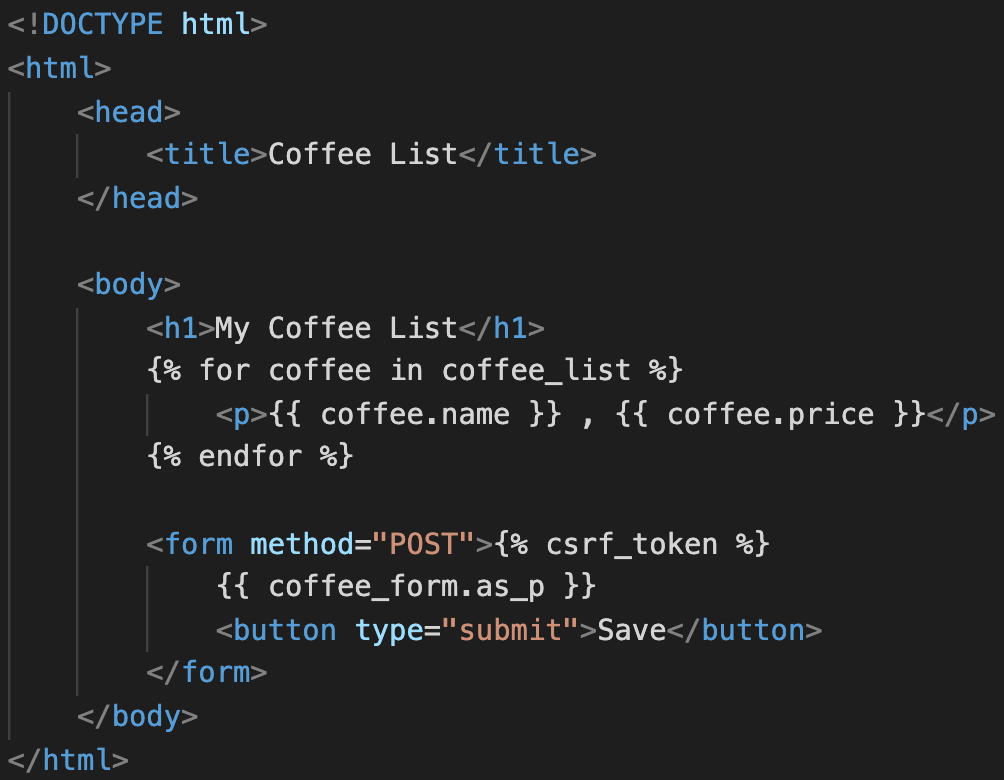 <!DOCTYPE html>
<html>
    <head>
        <title>Coffee List</title>
    </head>

    <body>
        <h1>My Coffee List</h1>
        {% for coffee in coffee_list %}
            <p>{{ coffee.name }} , {{ coffee.price }}</p>
        {% endfor %}

        <form method="POST">{% csrf_token %}
            {{ coffee_form.as_p }}
            <button type="submit">Save</button>
        </form>
    </body>
</html>